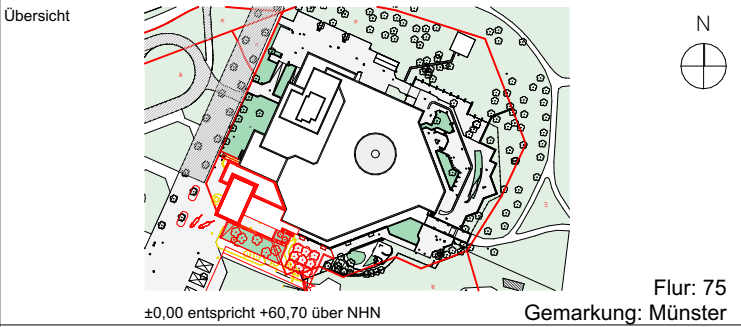 Übersicht
N
±0,00 entspricht +60,70 über NHN
Flur: 75
Gemarkung: Münster